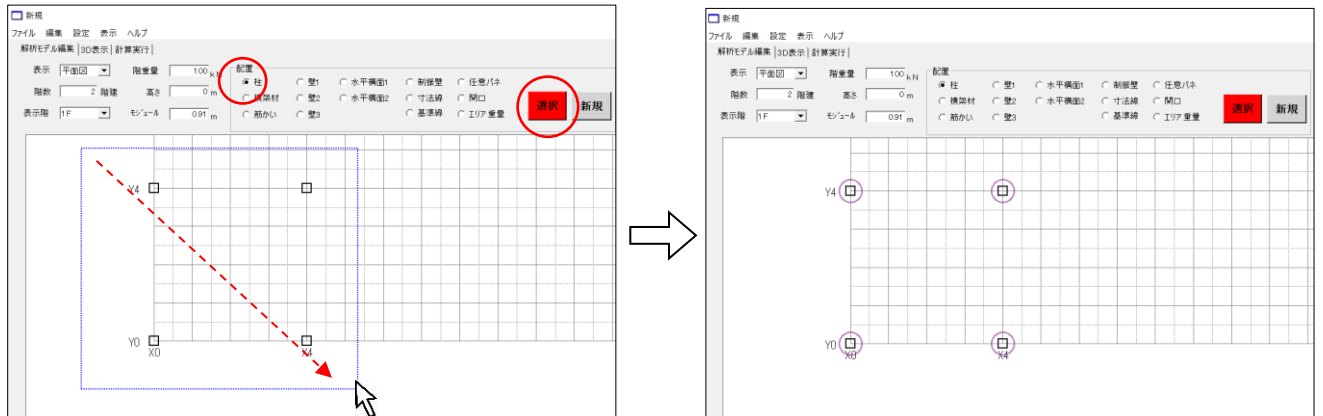 新規
ファイル 編集 設定 表示 ヘルプ
解析モデル編集 3D表示 計算実行
表示 平面図 階重量 100 kN
階数 2 階建 高さ 0 m
表示階 1F モジュール 0.91 m
配置
柱 壁1 水平構面1 制振壁 任意バネ
横架材 壁2 水平構面2 寸法線 開口
筋かい 壁3 基準線 エリア重量
選択 新規
Y4
Y0
X0 X4
新規
ファイル 編集 設定 表示 ヘルプ
解析モデル編集 3D表示 計算実行
表示 平面図 階重量 100 kN
階数 2 階建 高さ 0 m
表示階 1F モジュール 0.91 m
配置
柱 壁1 水平構面1 制振壁 任意バネ
横架材 壁2 水平構面2 寸法線 開口
筋かい 壁3 基準線 エリア重量
選択 新規
Y4
Y0
X0 X4